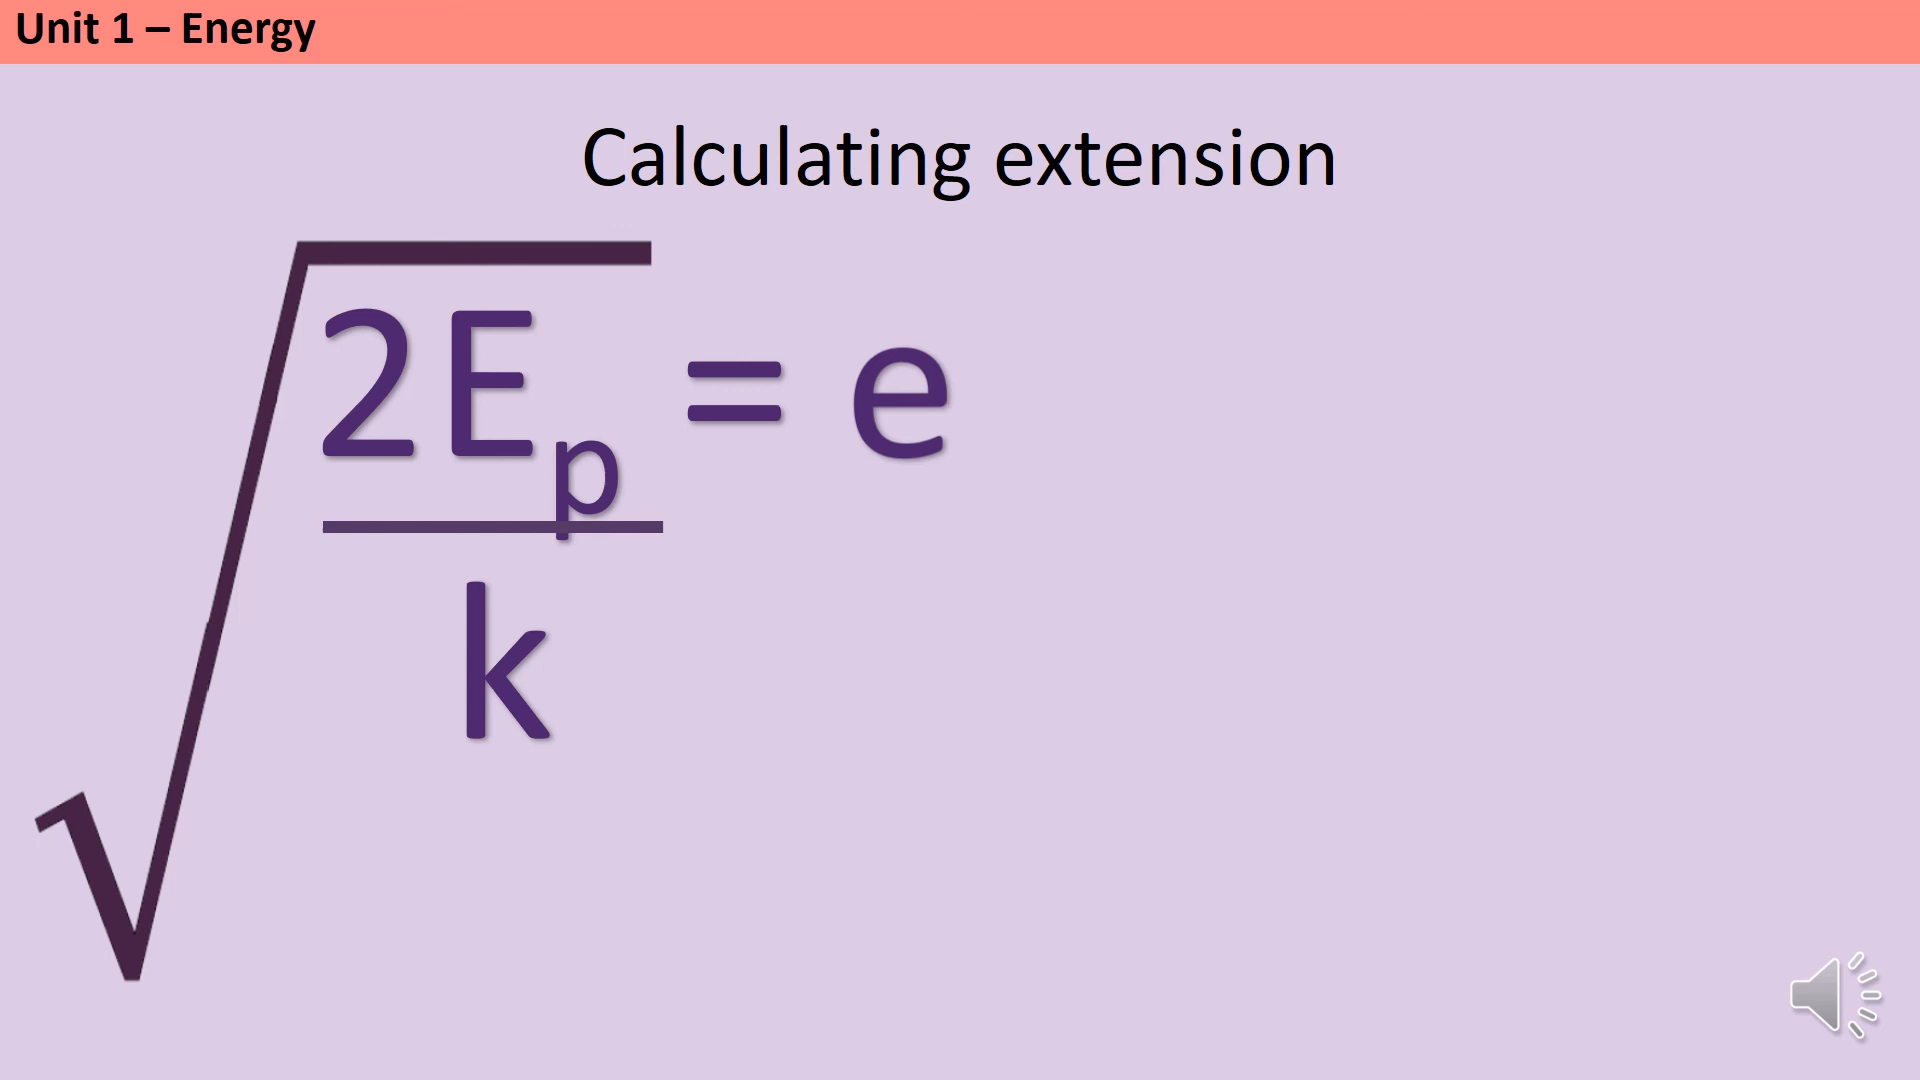 Unit 1 – Energy
Calculating extension
√2Eₚ = e
k